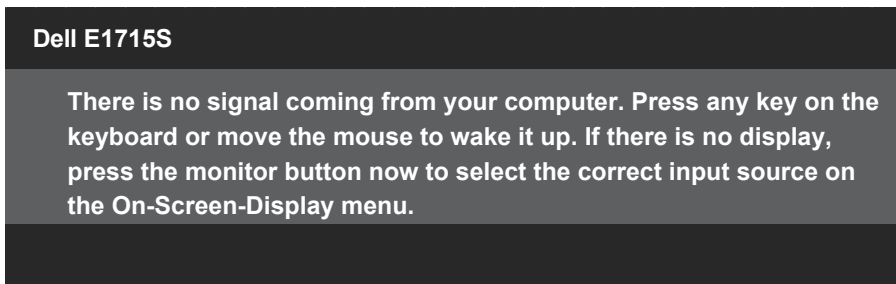 Dell E1715S
There is no signal coming from your computer. Press any key on the
keyboard or move the mouse to wake it up. If there is no display,
press the monitor button now to select the correct input source on
the On-Screen-Display menu.